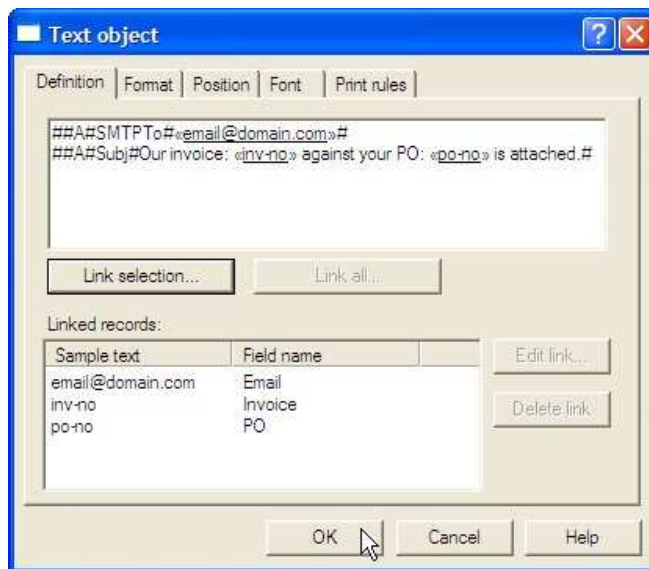 Text object
Definition Format Position Font Print rules
##A#SMTPTo#«email@domain.com»#
##A#Subj#Our invoice: «inv-no» against your PO: «po-no» is attached.#
Link selection... Link all...
Linked records:
Sample text Field name
email@domain.com Email
inv-no Invoice
po-no PO
Edit link...
Delete link
OK Cancel Help